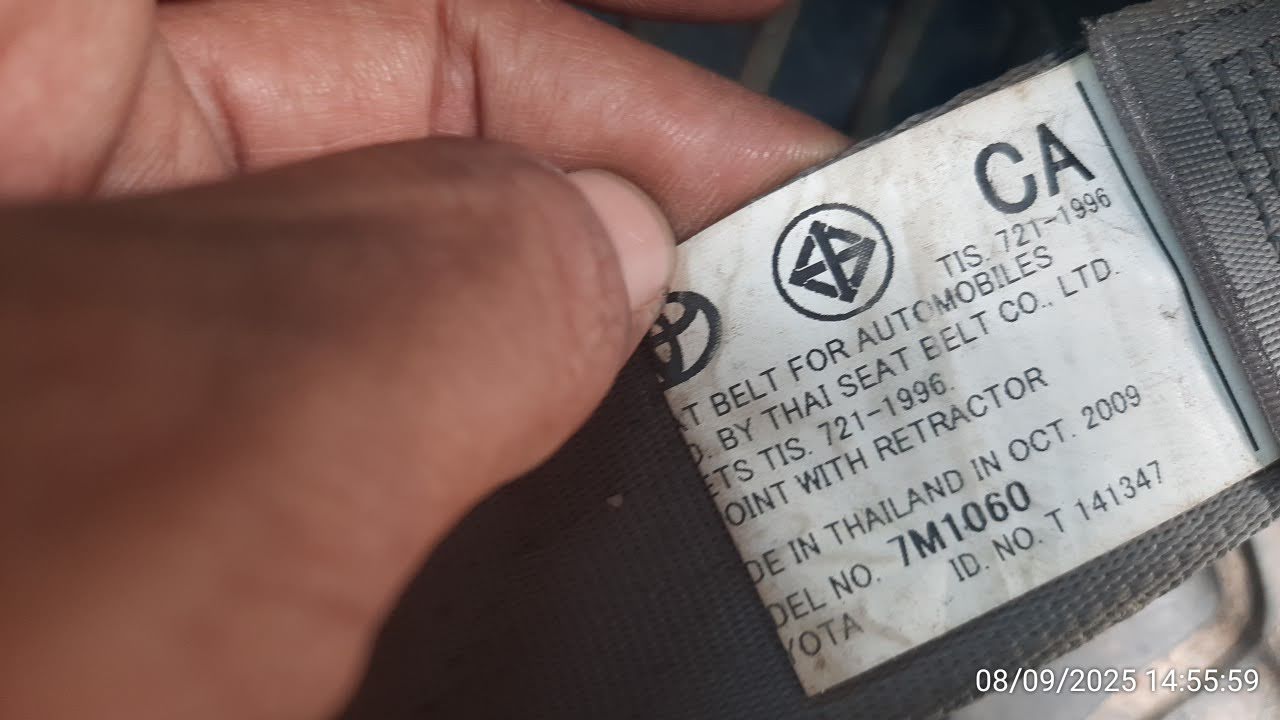 CA
TIS. 721-1996
AT BELT FOR AUTOMOBILES
D. BY THAI SEAT BELT CO., LTD.
ETS TIS. 721-1996.
OINT WITH RETRACTOR
DE IN THAILAND IN OCT. 2009
DEL NO. 7M1060
ID. NO. T 141347
YOTA
08/09/2025 14:55:59